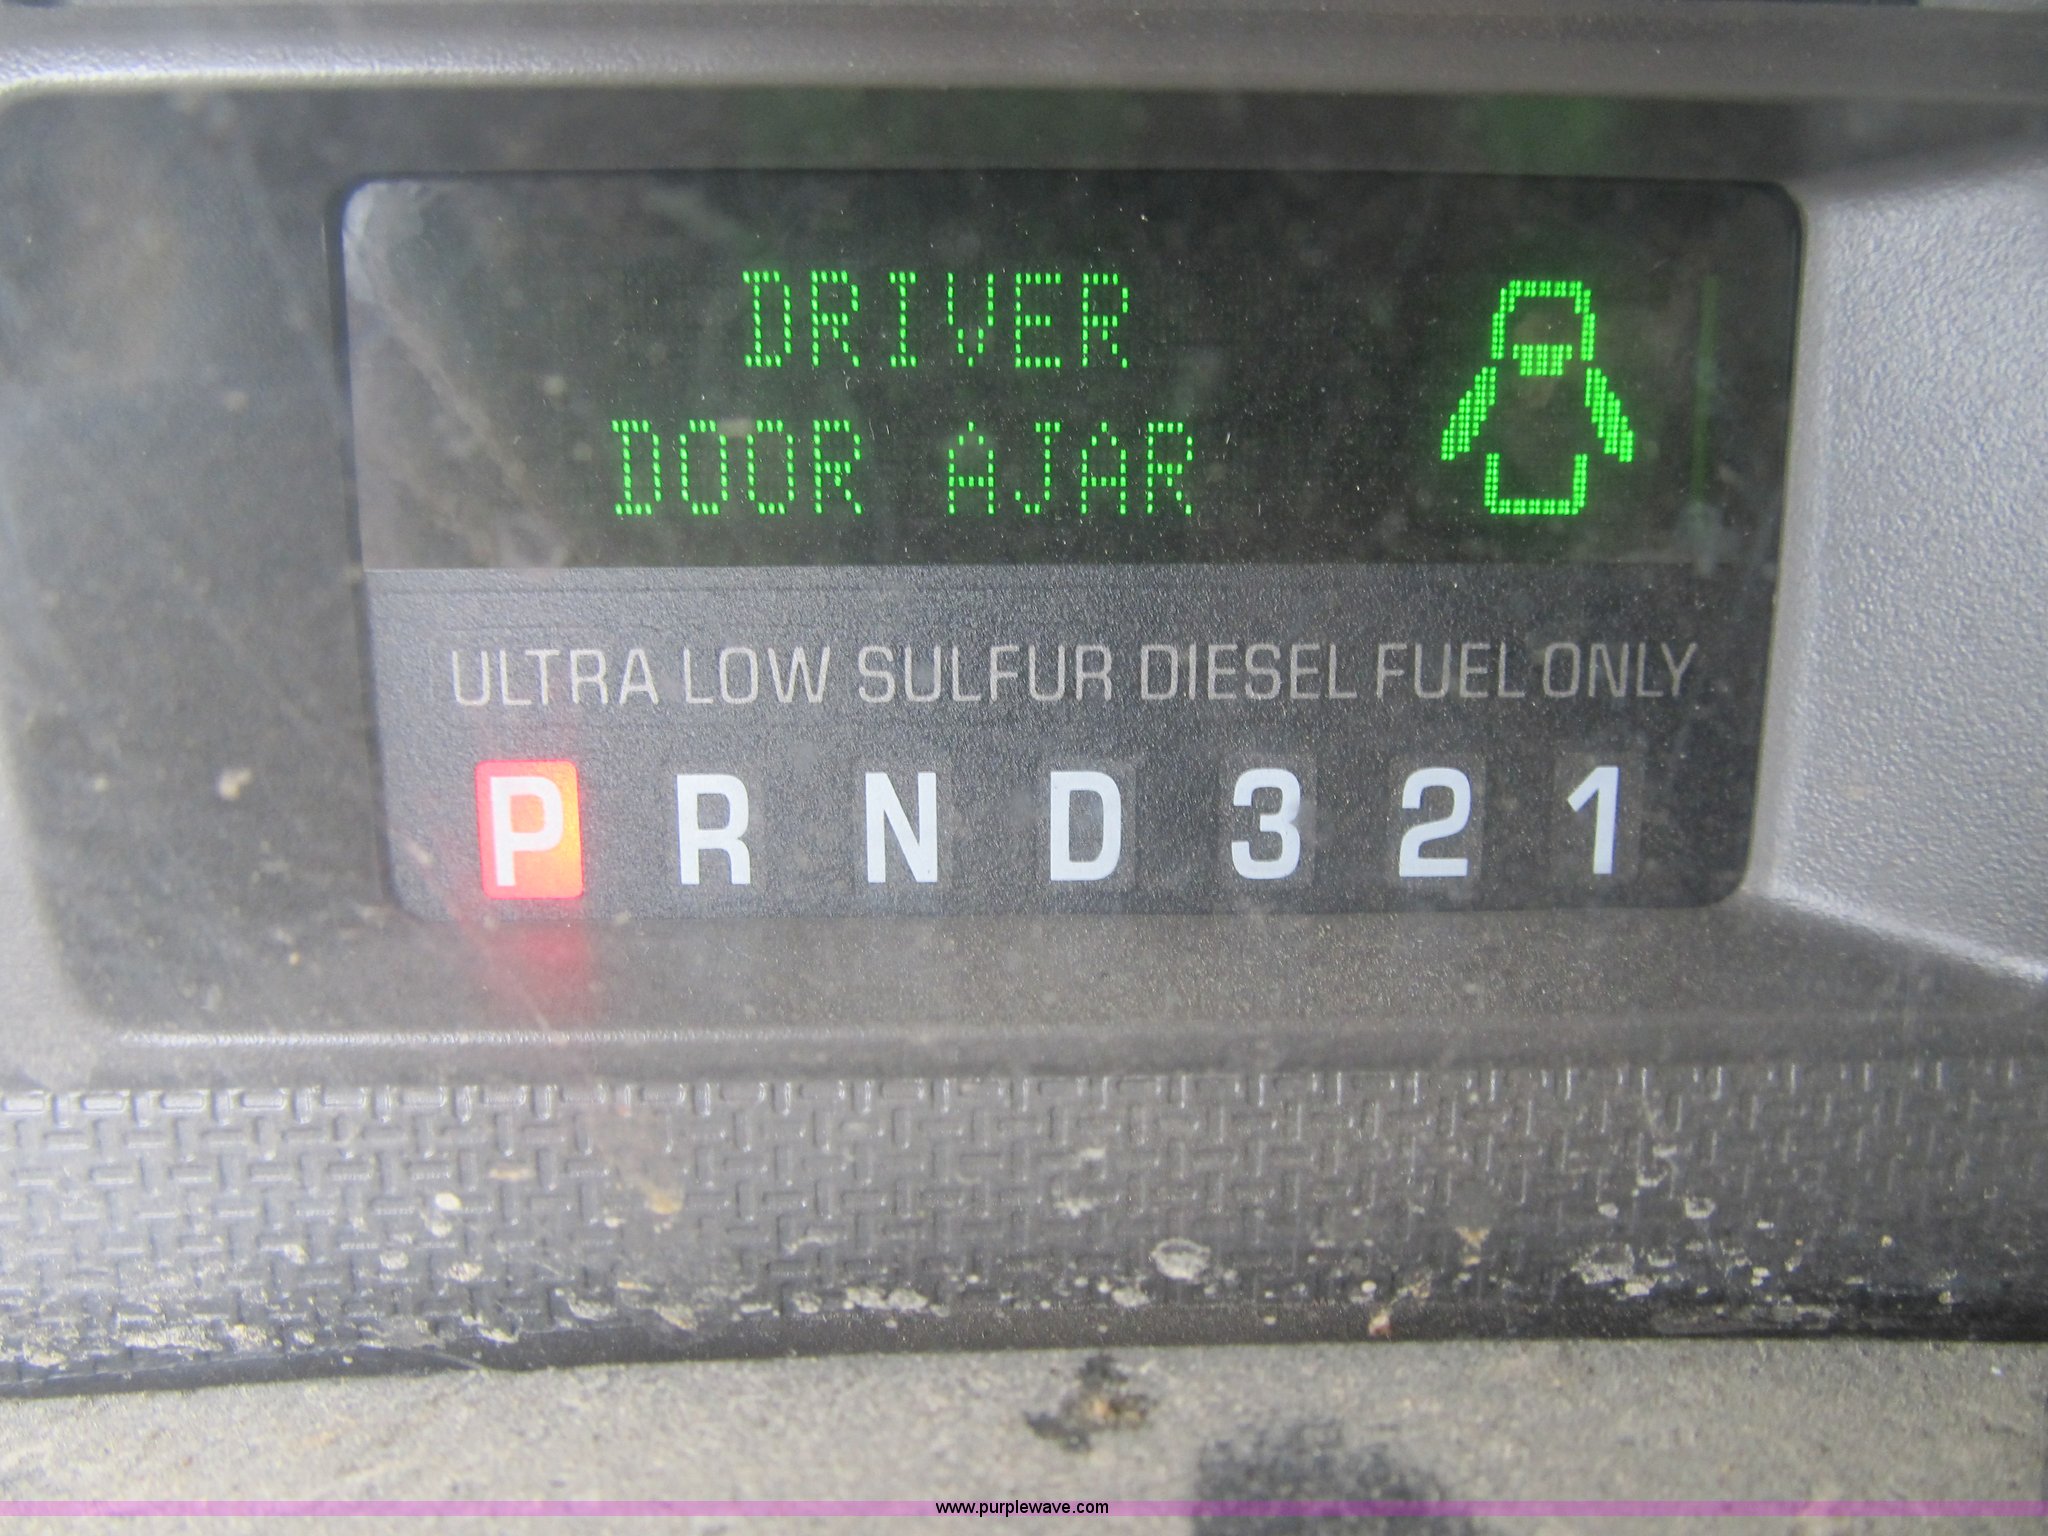 DRIVER
DOOR AJAR
ULTRA LOW SULFUR DIESEL FUEL ONLY
P R N D 3 2 1
www.purplewave.com